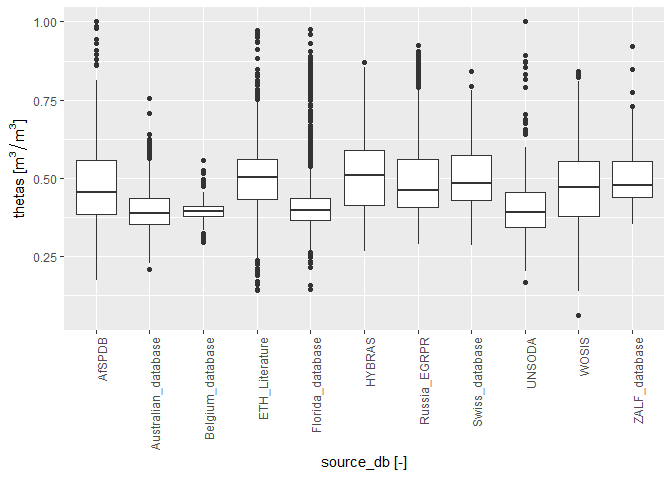 1.00
0.75
0.50
0.25
thetas [m³/m³]
AfSPDB
Australian_database
Belgium_database
ETH_Literature
Florida_database
HYBRAS
Russia_EGRPR
Swiss_database
UNSODA
WOSIS
ZALF_database
source_db [-]